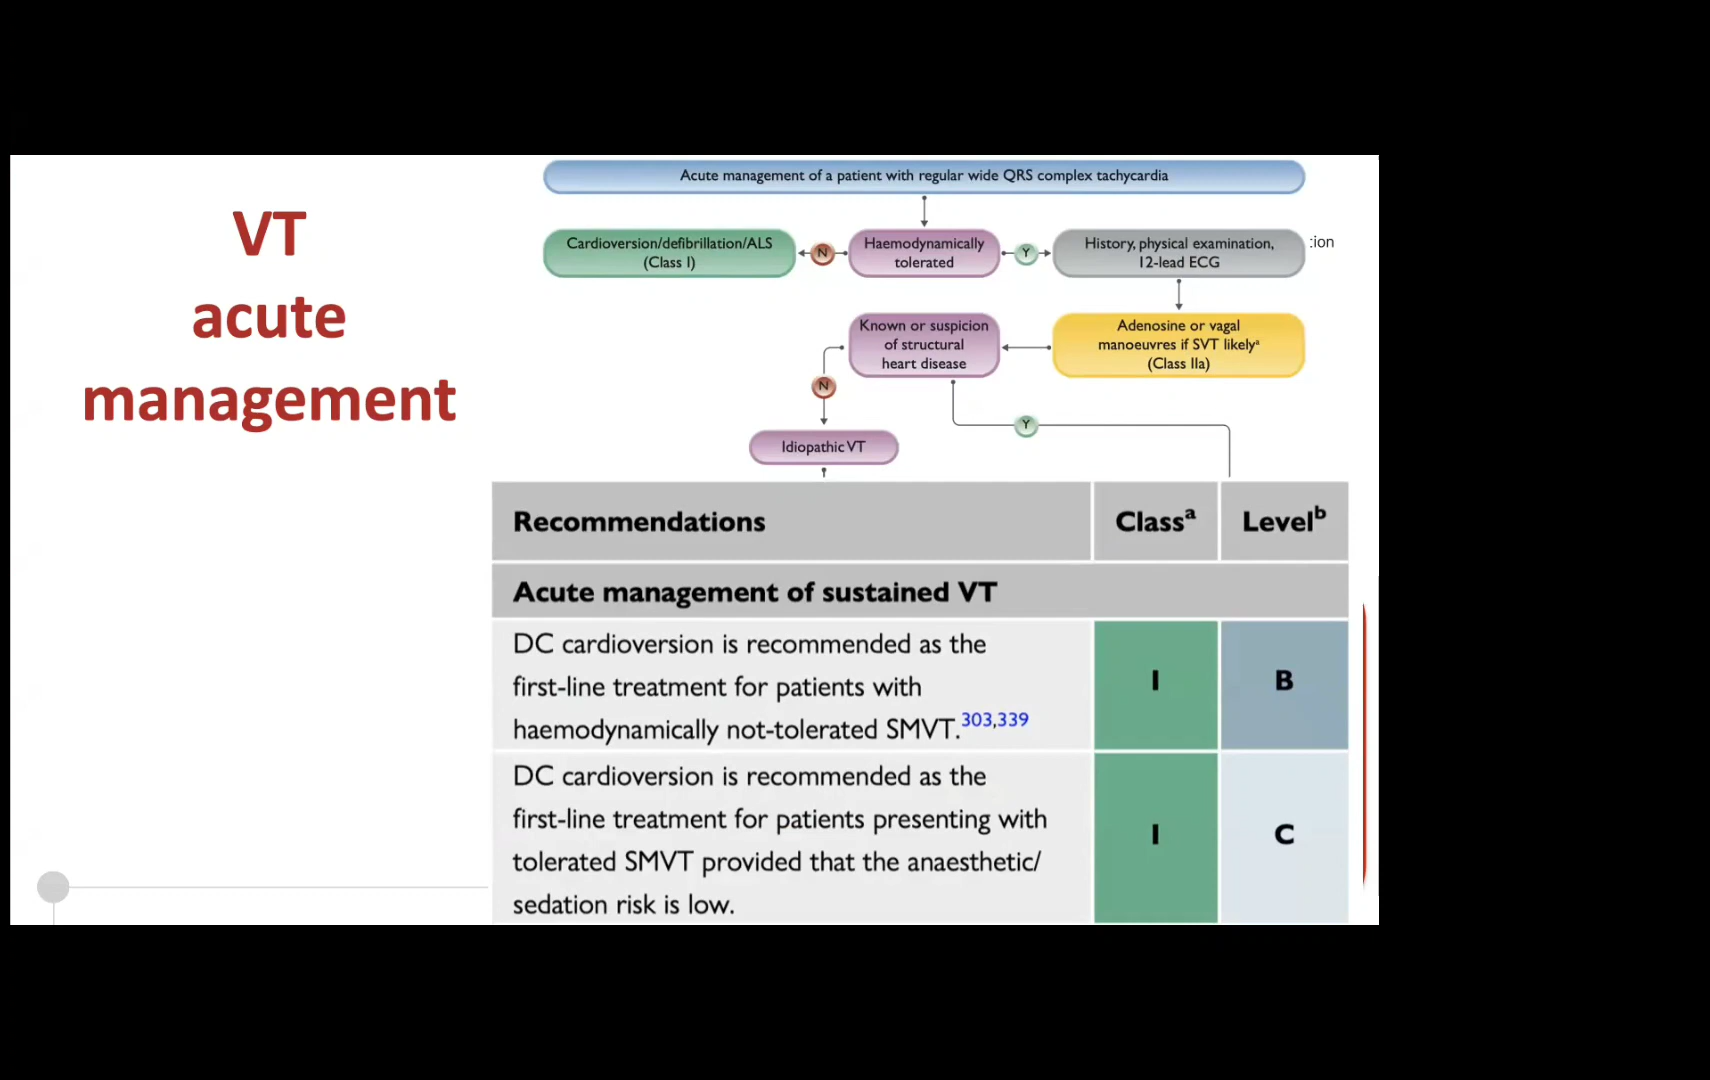 VT
acute
management
Acute management of a patient with regular wide QRS complex tachycardia
Cardioversion/defibrillation/ALS
(Class I)
N
Haemodynamically
tolerated
Y
History, physical examination,
12-lead ECG
:ion
Known or suspicion
of structural
heart disease
Adenosine or vagal
manoeuvres if SVT likelyᵃ
(Class IIa)
N
Y
Idiopathic VT
Recommendations Classᵃ Levelᵇ
Acute management of sustained VT
DC cardioversion is recommended as the
first-line treatment for patients with
haemodynamically not-tolerated SMVT.303,339
I
B
DC cardioversion is recommended as the
first-line treatment for patients presenting with
tolerated SMVT provided that the anaesthetic/
sedation risk is low.
I
C